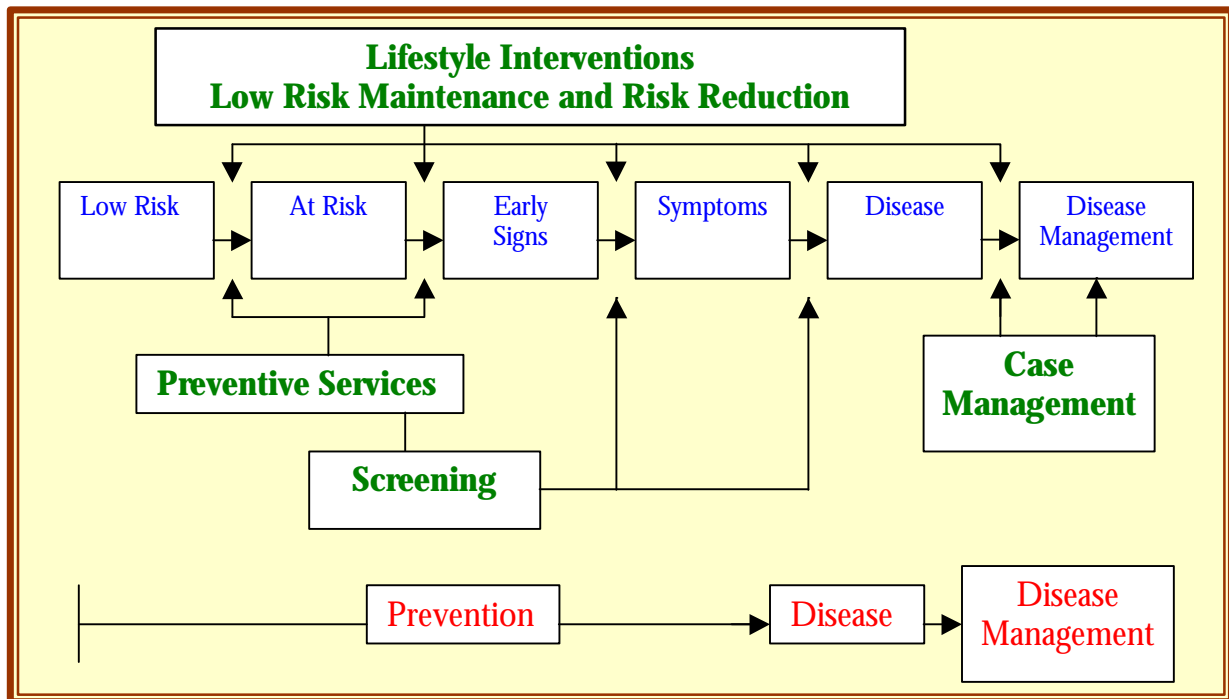 Lifestyle Interventions
Low Risk Maintenance and Risk Reduction
Low Risk
At Risk
Early
Signs
Symptoms
Disease
Disease
Management
Preventive Services
Case
Management
Screening
Prevention
Disease
Disease
Management